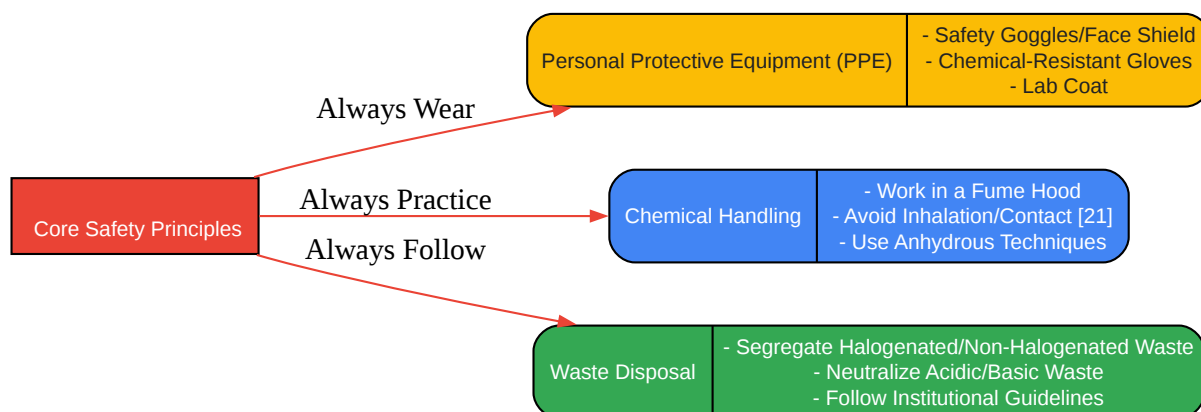 Core Safety Principles
Always Wear
Personal Protective Equipment (PPE)
- Safety Goggles/Face Shield
- Chemical-Resistant Gloves
- Lab Coat
Always Practice
Chemical Handling
- Work in a Fume Hood
- Avoid Inhalation/Contact [21]
- Use Anhydrous Techniques
Always Follow
Waste Disposal
- Segregate Halogenated/Non-Halogenated Waste
- Neutralize Acidic/Basic Waste
- Follow Institutional Guidelines